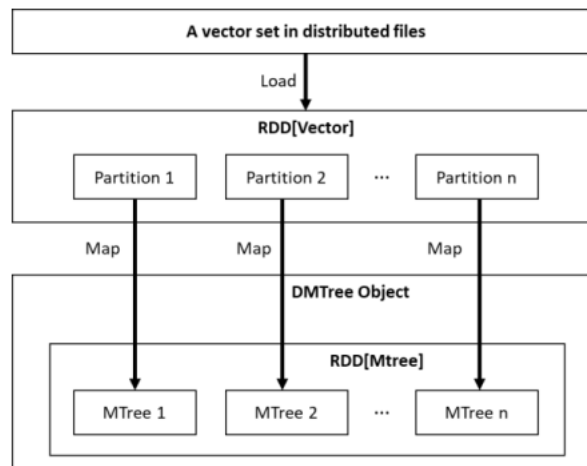 A vector set in distributed files
Load
RDD[Vector]
Partition 1
Partition 2
...
Partition n
Map
Map
Map
DMTree Object
RDD[Mtree]
MTree 1
MTree 2
...
MTree n